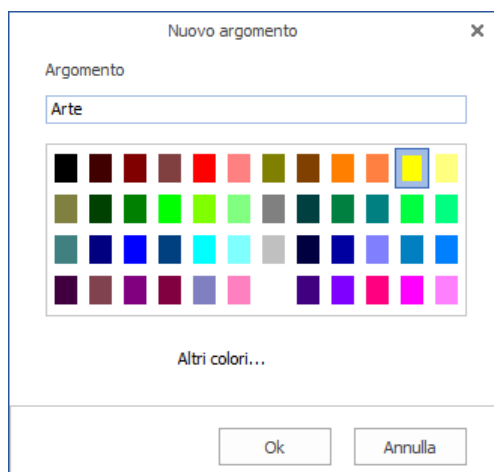 Nuovo argomento
Argomento
Arte
Altri colori...
Ok
Annulla